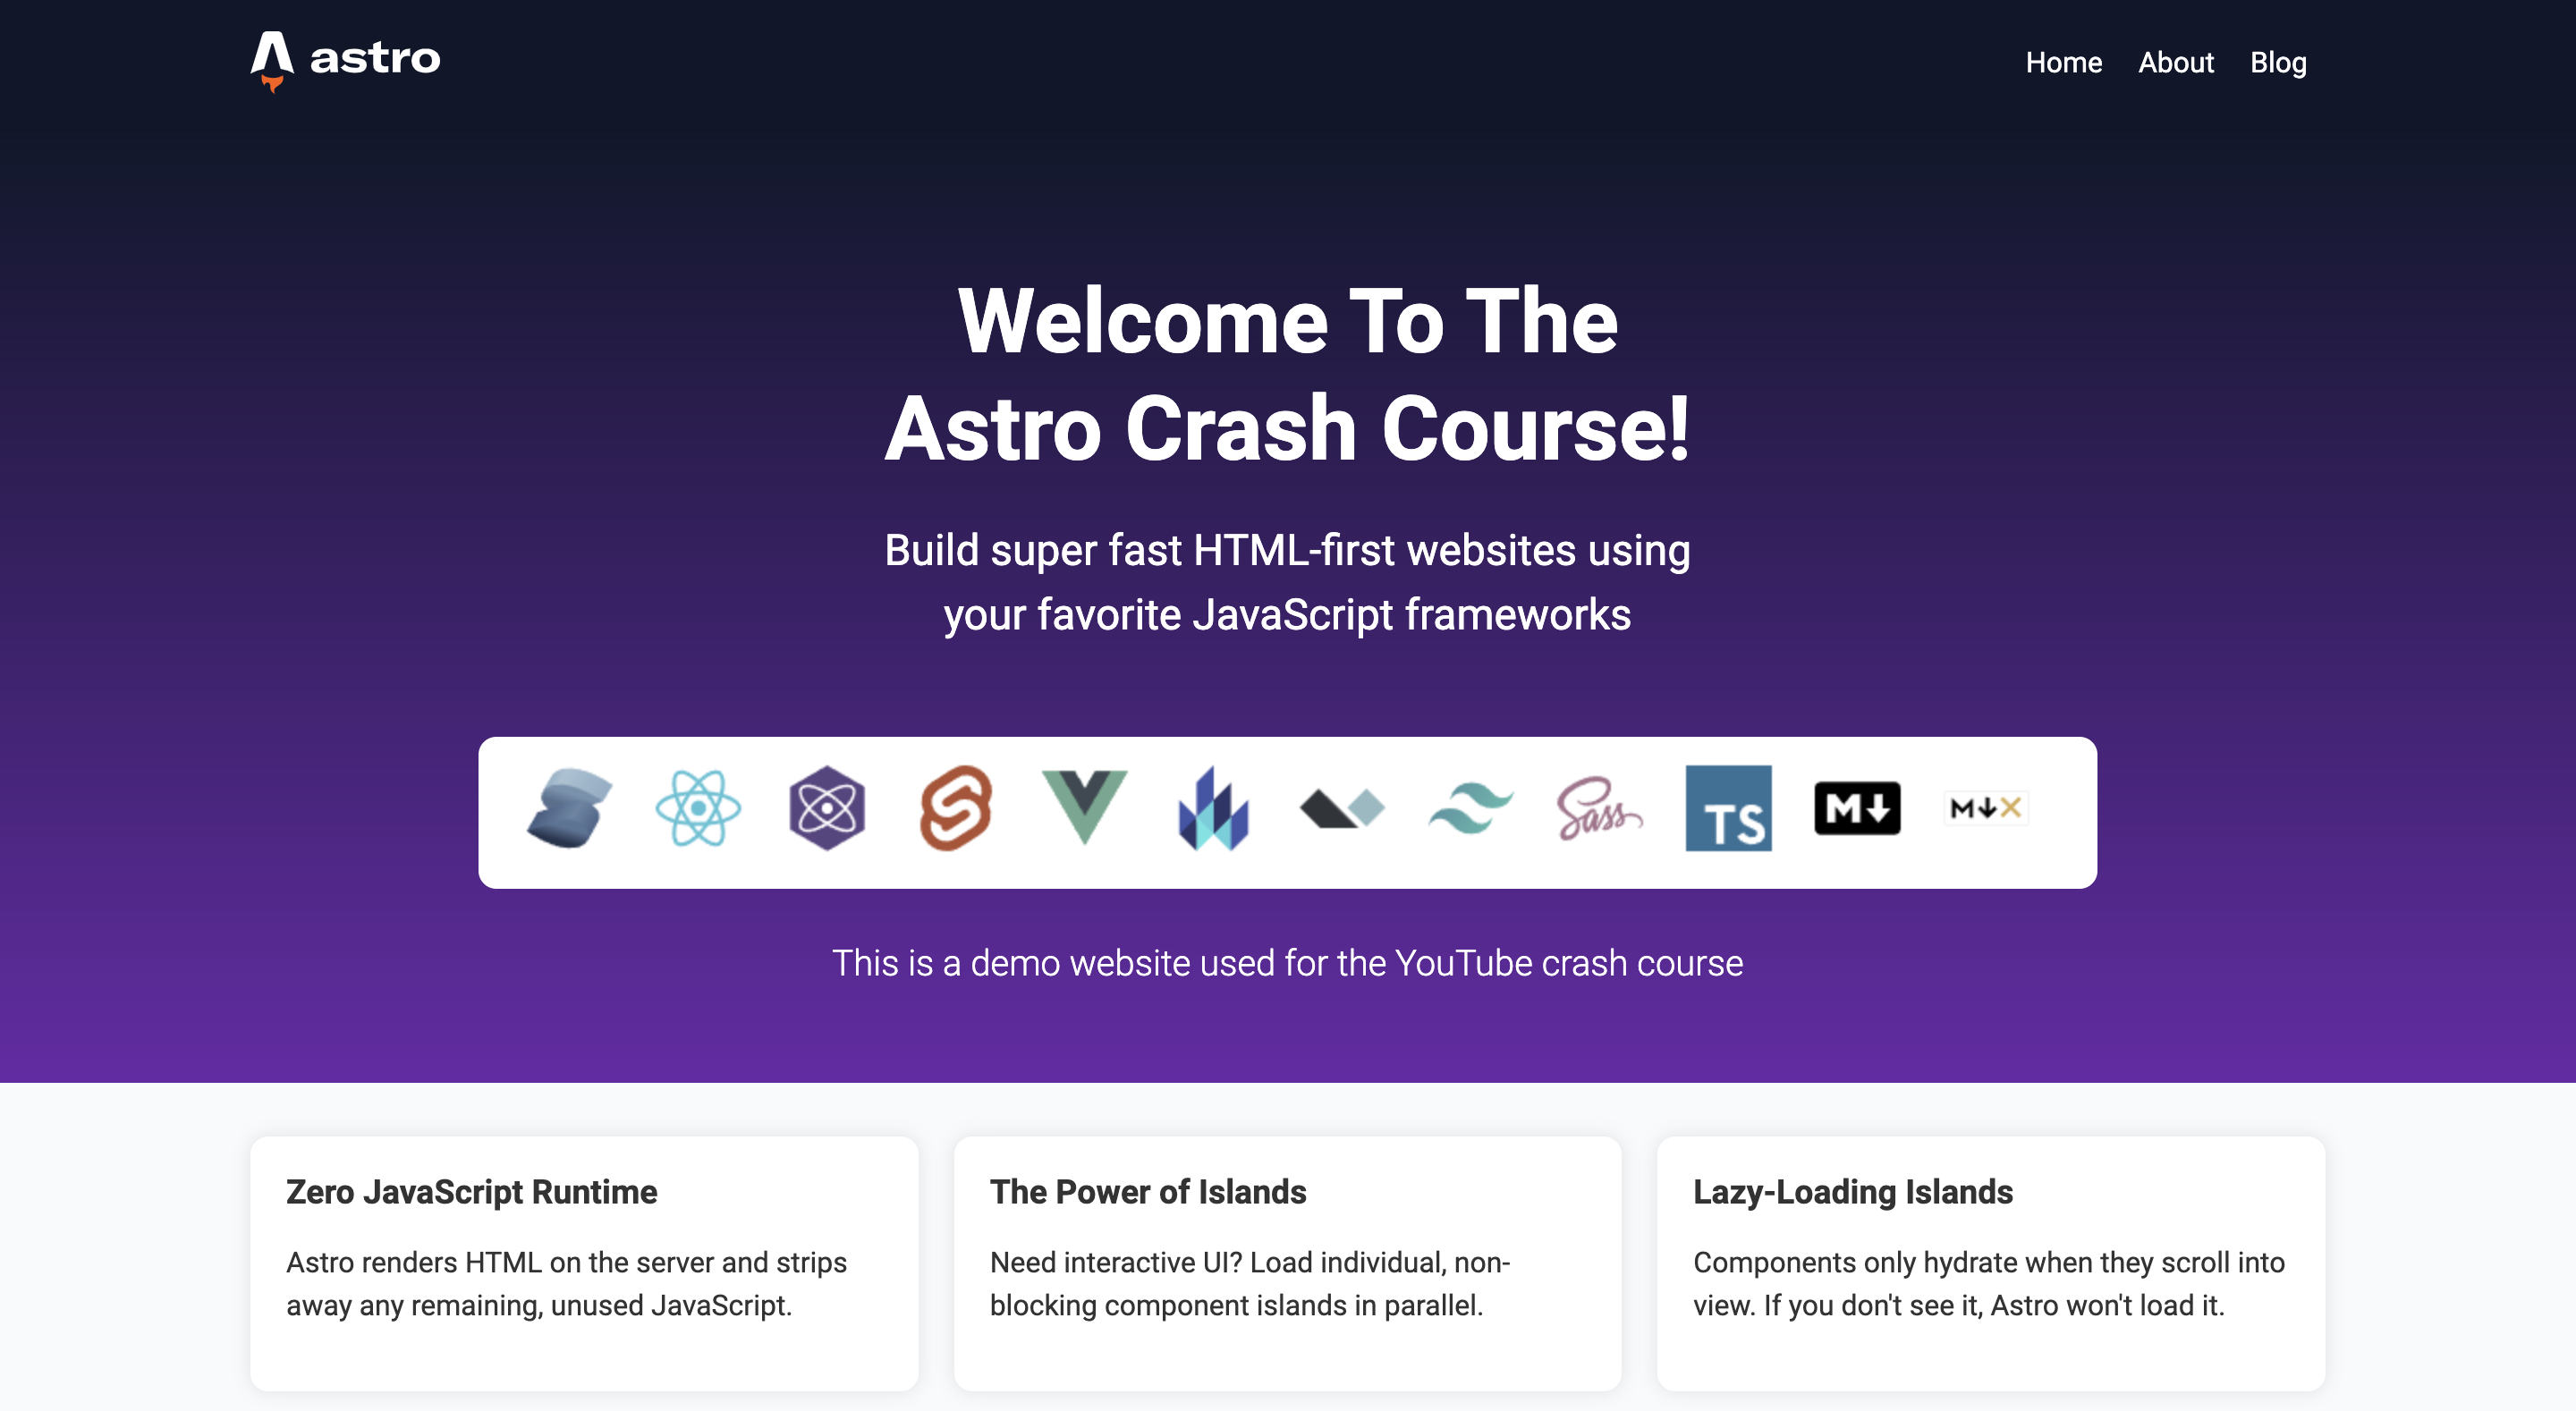 astro
Home About Blog
Welcome To The
Astro Crash Course!
Build super fast HTML-first websites using
your favorite JavaScript frameworks
Sass TS M M
This is a demo website used for the YouTube crash course
Zero JavaScript Runtime
Astro renders HTML on the server and strips
away any remaining, unused JavaScript.
The Power of Islands
Need interactive UI? Load individual, non-
blocking component islands in parallel.
Lazy-Loading Islands
Components only hydrate when they scroll into
view. If you don't see it, Astro won't load it.